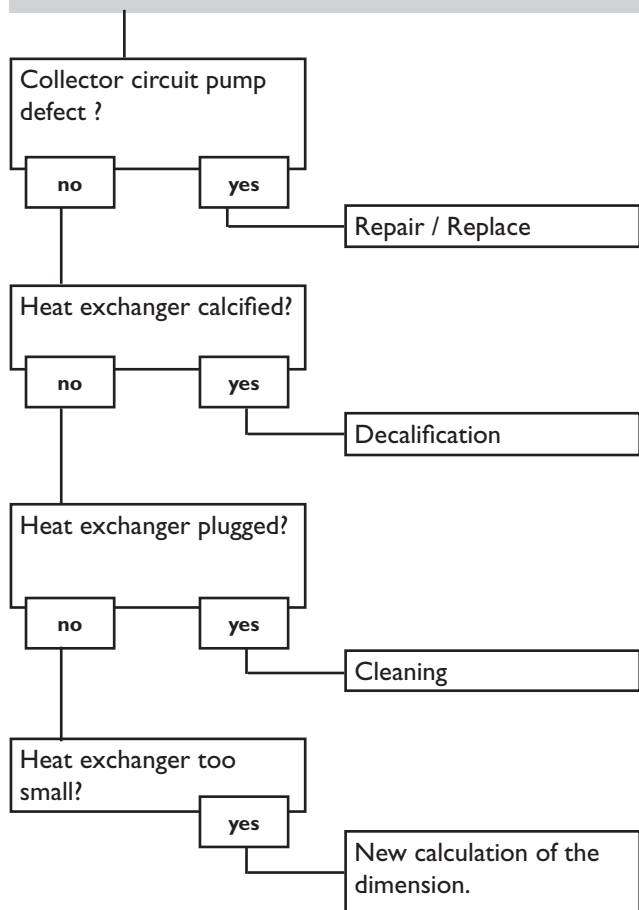 Collector circuit pump
defect ?
no
yes
Repair / Replace
Heat exchanger calcified?
no
yes
Decalification
Heat exchanger plugged?
no
yes
Cleaning
Heat exchanger too
small?
yes
New calculation of the
dimension.